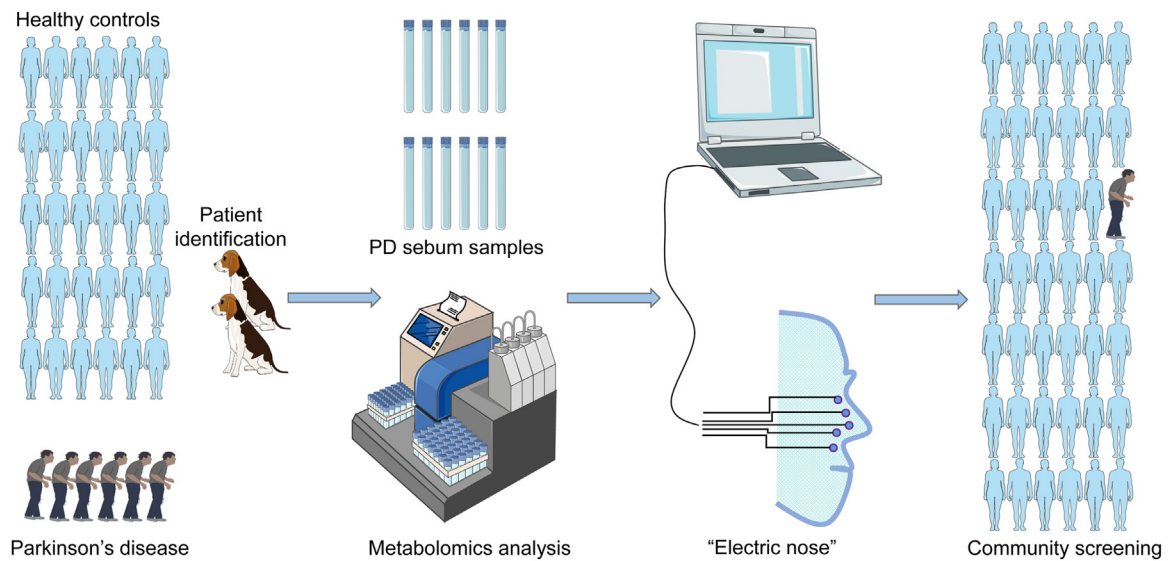 Healthy controls
Patient
identification
Parkinson's disease
PD sebum samples
Metabolomics analysis
“Electric nose”
Community screening